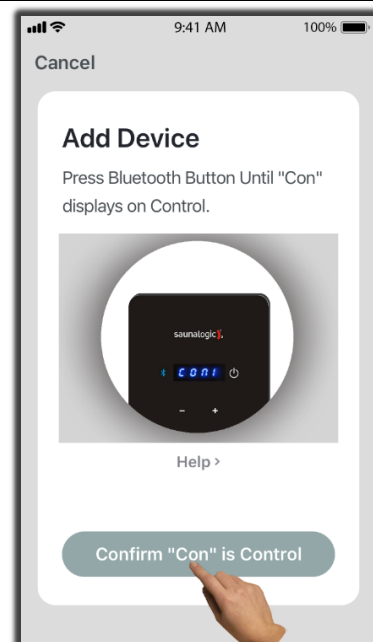 9:41 AM 100%
Cancel
Add Device
Press Bluetooth Button Until "Con"
displays on Control.
saunalogic
CON1
− +
Help >
Confirm "Con" is Control